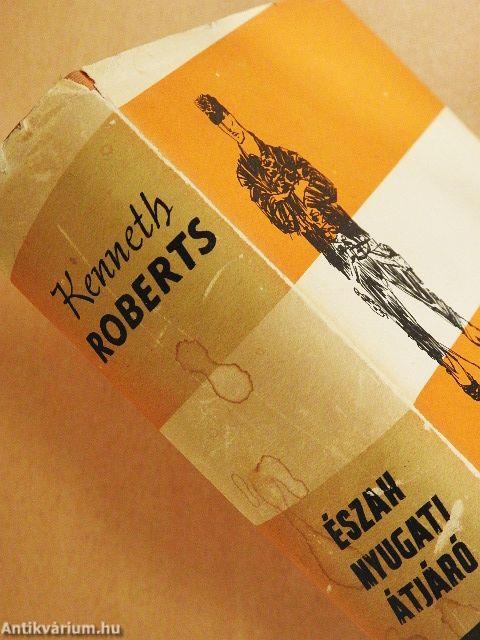 Kenneth
ROBERTS
ÉSZAK
NYUGATI
ÁTJÁRÓ
Antikvárium.hu